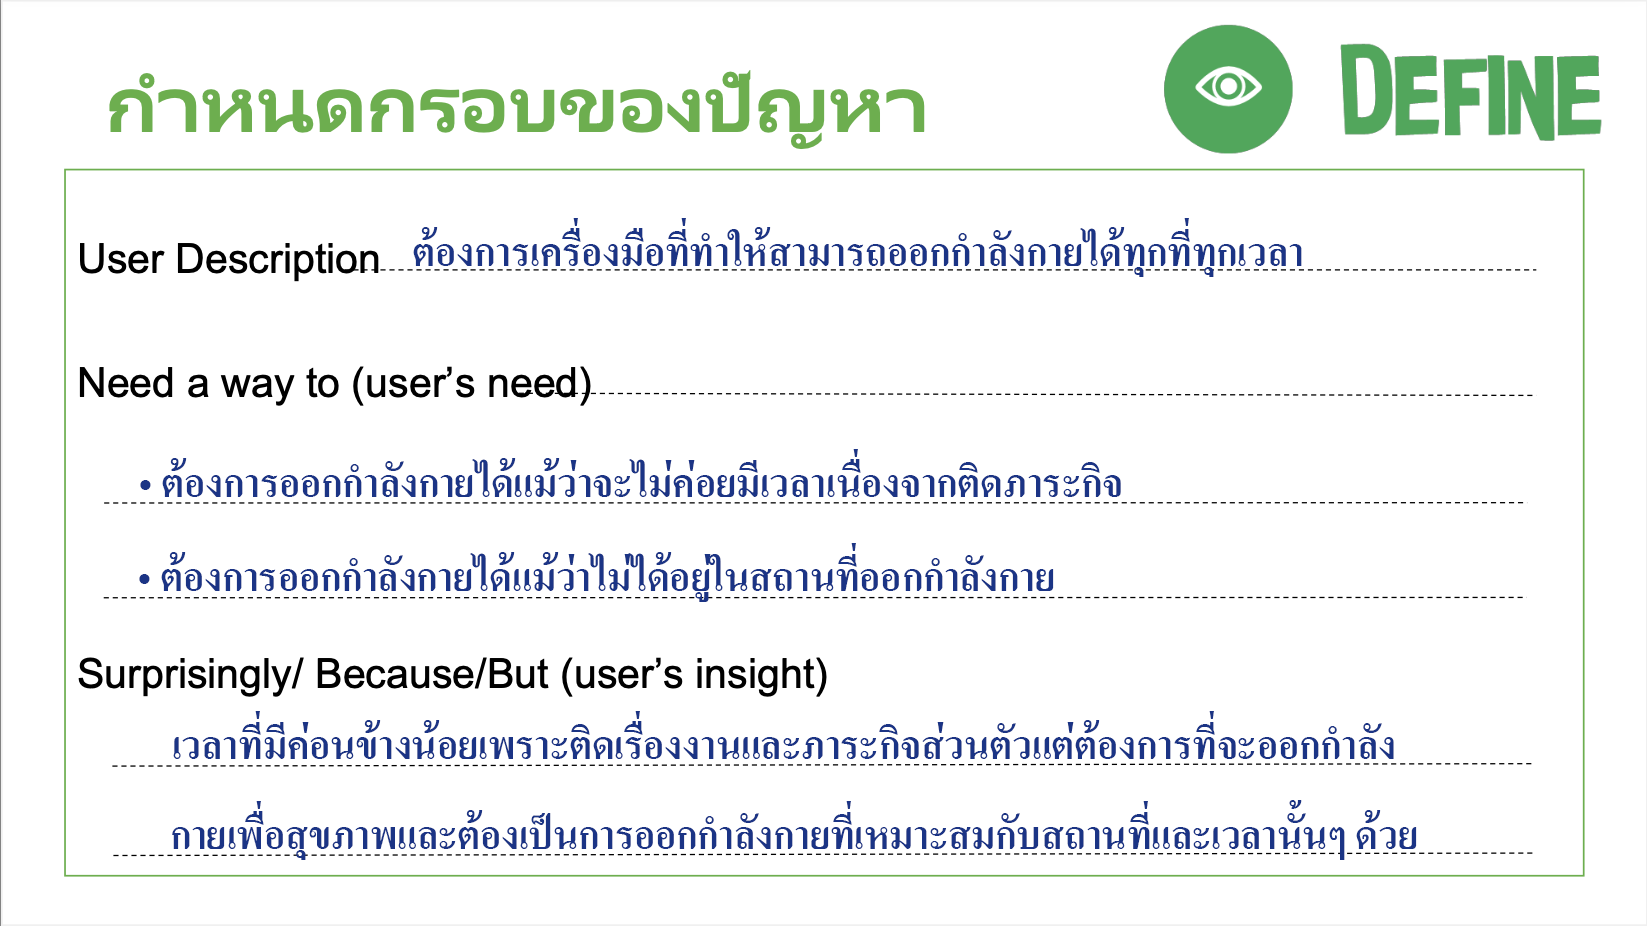 กำหนดกรอบของปัญหา
DEFINE
User Description ต้องการเครื่องมือที่ทำให้สามารถออกกำลังกายได้ทุกที่ทุกเวลา
Need a way to (user’s need)
• ต้องการออกกำลังกายได้แม้ว่าจะไม่ค่อยมีเวลาเนื่องจากติดภาระกิจ
• ต้องการออกกำลังกายได้แม้ว่าไม่ได้อยู่ในสถานที่ออกกำลังกาย
Surprisingly/ Because/But (user’s insight)
เวลาที่มีค่อนข้างน้อยเพราะติดเรื่องงานและภาระกิจส่วนตัวแต่ต้องการที่จะออกกำลัง
กายเพื่อสุขภาพและต้องเป็นการออกกำลังกายที่เหมาะสมกับสถานที่และเวลานั้นๆ ด้วย